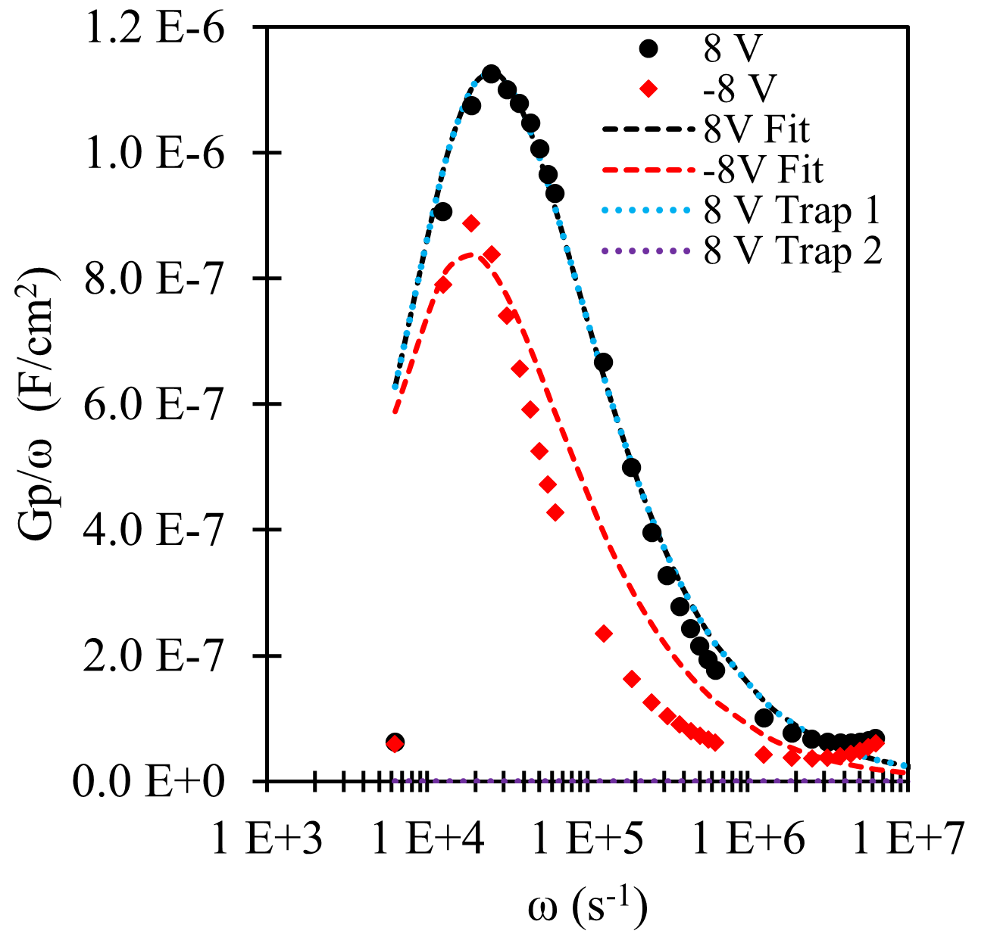 1.2 E-6
1.0 E-6
8.0 E-7
6.0 E-7
4.0 E-7
2.0 E-7
0.0 E+0
Gp/ω (F/cm²)
8 V
-8 V
8V Fit
-8V Fit
8 V Trap 1
8 V Trap 2
1 E+3 1 E+4 1 E+5 1 E+6 1 E+7
ω (s⁻¹)